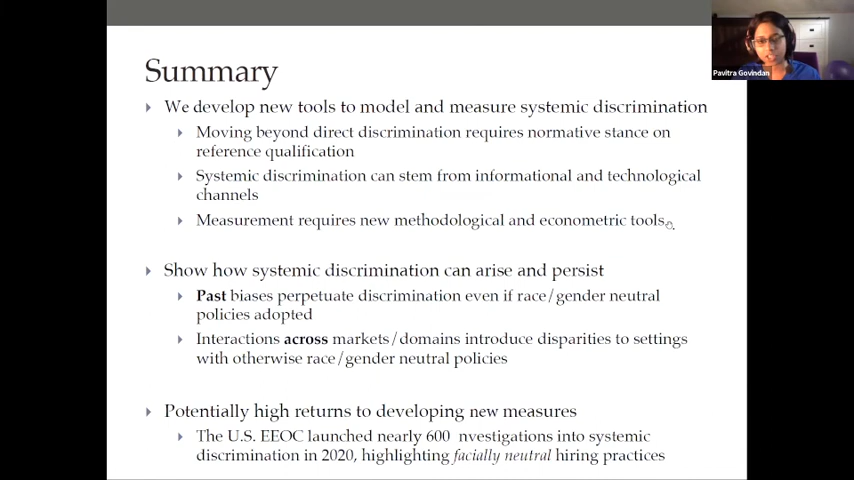 Summary
We develop new tools to model and measure systemic discrimination
Moving beyond direct discrimination requires normative stance on
reference qualification
Systemic discrimination can stem from informational and technological
channels
Measurement requires new methodological and econometric tools
Show how systemic discrimination can arise and persist
Past biases perpetuate discrimination even if race/gender neutral
policies adopted
Interactions across markets/domains introduce disparities to settings
with otherwise race/gender neutral policies
Potentially high returns to developing new measures
The U.S. EEOC launched nearly 600 nvestigations into systemic
discrimination in 2020, highlighting facially neutral hiring practices
Pavitra Govindan